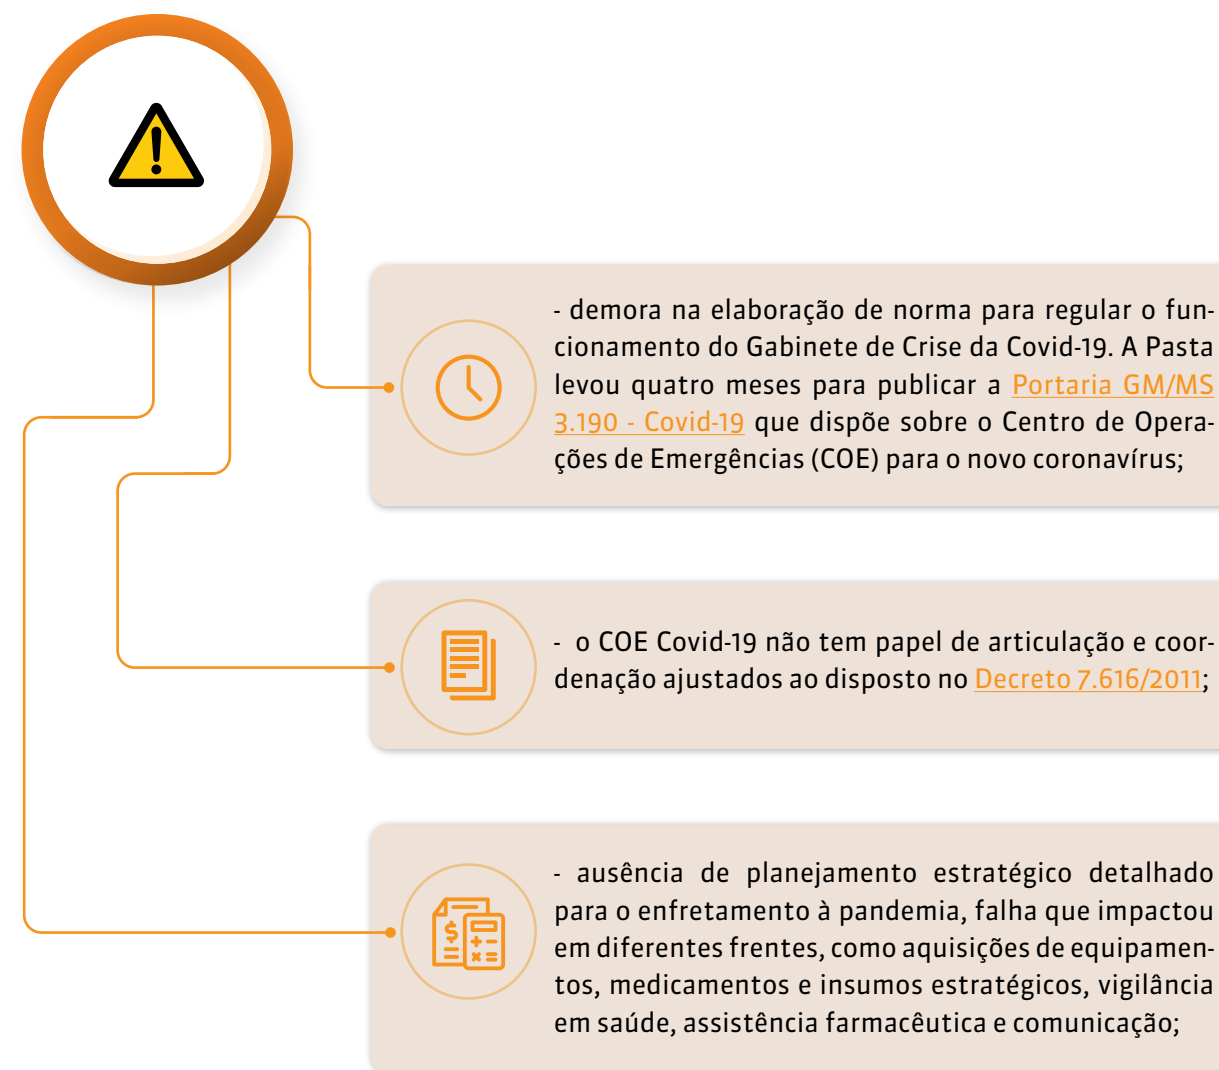 - demora na elaboração de norma para regular o fun-
cionamento do Gabinete de Crise da Covid-19. A Pasta
levou quatro meses para publicar a Portaria GM/MS
3.190 - Covid-19 que dispõe sobre o Centro de Opera-
ções de Emergências (COE) para o novo coronavírus;
- o COE Covid-19 não tem papel de articulação e coor-
denação ajustados ao disposto no Decreto 7.616/2011;
- ausência de planejamento estratégico detalhado
para o enfretamento à pandemia, falha que impactou
em diferentes frentes, como aquisições de equipamen-
tos, medicamentos e insumos estratégicos, vigilância
em saúde, assistência farmacêutica e comunicação;